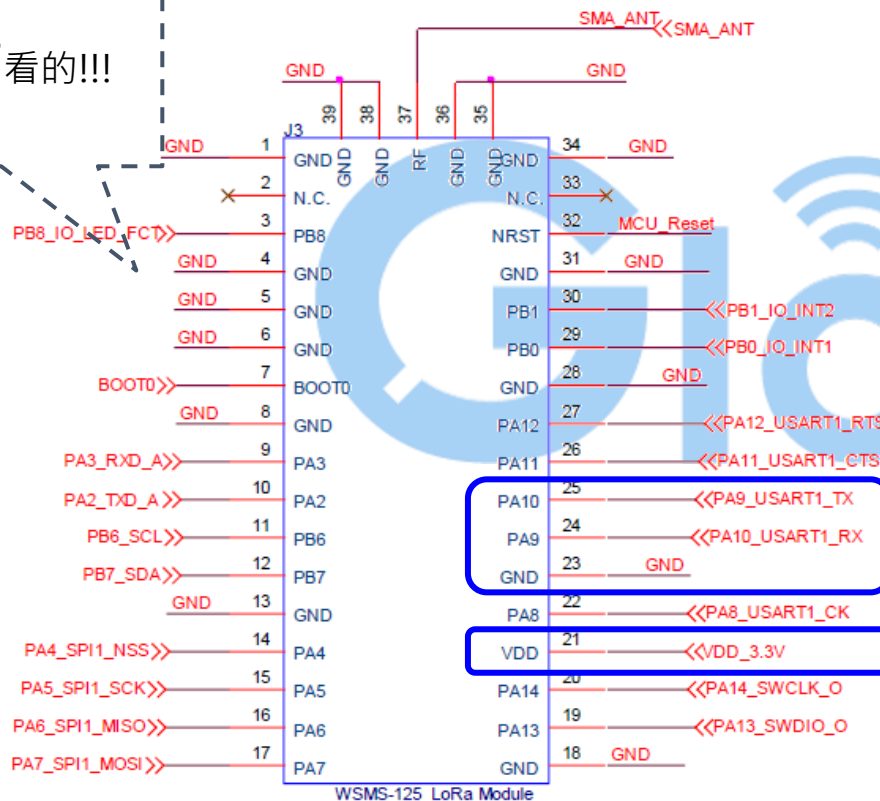 看的!!!
SMA_ANT
SMA_ANT
GND
GND
39
38
37
36
35
J3
GND
GND
RF
GND
GND
GND
1
GND
N.C.
2
PB8_IO_LED_FCT
3
PB8
GND
4
GND
GND
5
GND
GND
6
GND
BOOT0
7
BOOT0
GND
8
GND
PA3_RXD_A
9
PA3
PA2_TXD_A
10
PA2
PB6_SCL
11
PB6
PB7_SDA
12
PB7
GND
13
GND
PA4_SPI1_NSS
14
PA4
PA5_SPI1_SCK
15
PA5
PA6_SPI1_MISO
16
PA6
PA7_SPI1_MOSI
17
PA7
GND
34
GND
N.C.
33
NRST
32
MCU_Reset
GND
31
GND
PB1
30
PB1_IO_INT2
PB0
29
PB0_IO_INT1
GND
28
GND
PA12
27
PA12_USART1_RTS
PA11
26
PA11_USART1_CTS
PA10
25
PA9_USART1_TX
PA9
24
PA10_USART1_RX
GND
23
GND
PA8
22
PA8_USART1_CK
VDD
21
VDD_3.3V
PA14
20
PA14_SWCLK_O
PA13
19
PA13_SWDIO_O
GND
18
GND
WSMS-125 LoRa Module